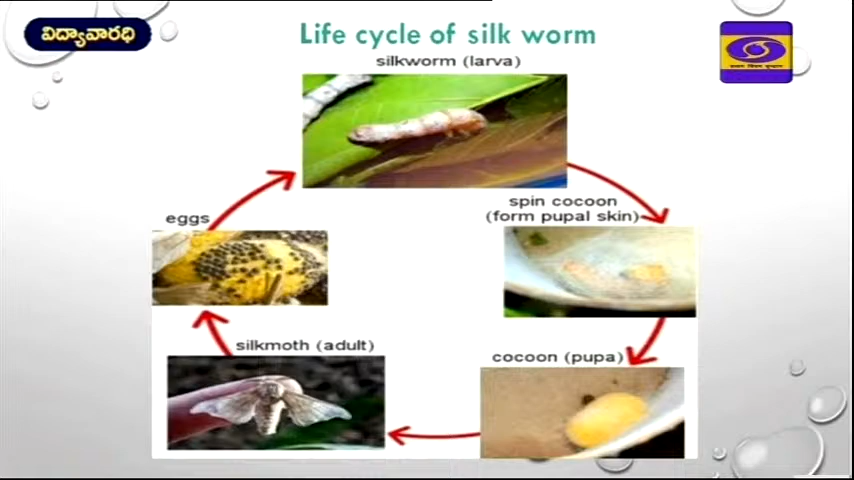 విద్యావారధి
Life cycle of silk worm
silkworm (larva)
spin cocoon
(form pupal skin)
eggs
silkmoth (adult)
cocoon (pupa)